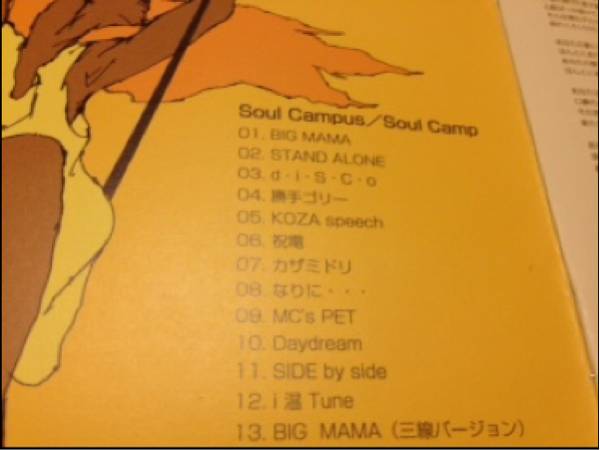 Soul Campus／Soul Camp
01. BIG MAMA
02. STAND ALONE
03. d・i・S・C・o
04. 勝手ゴリー
05. KOZA speech
06. 祝電
07. カザミドリ
08. なりに・・・
09. MC's PET
10. Daydream
11. SIDE by side
12. i 温 Tune
13. BIG MAMA（三線バージョン）